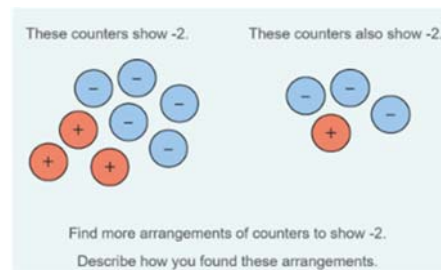 These counters show -2.
These counters also show -2.
− − − − −
+ + +
− − −
+
Find more arrangements of counters to show -2.
Describe how you found these arrangements.